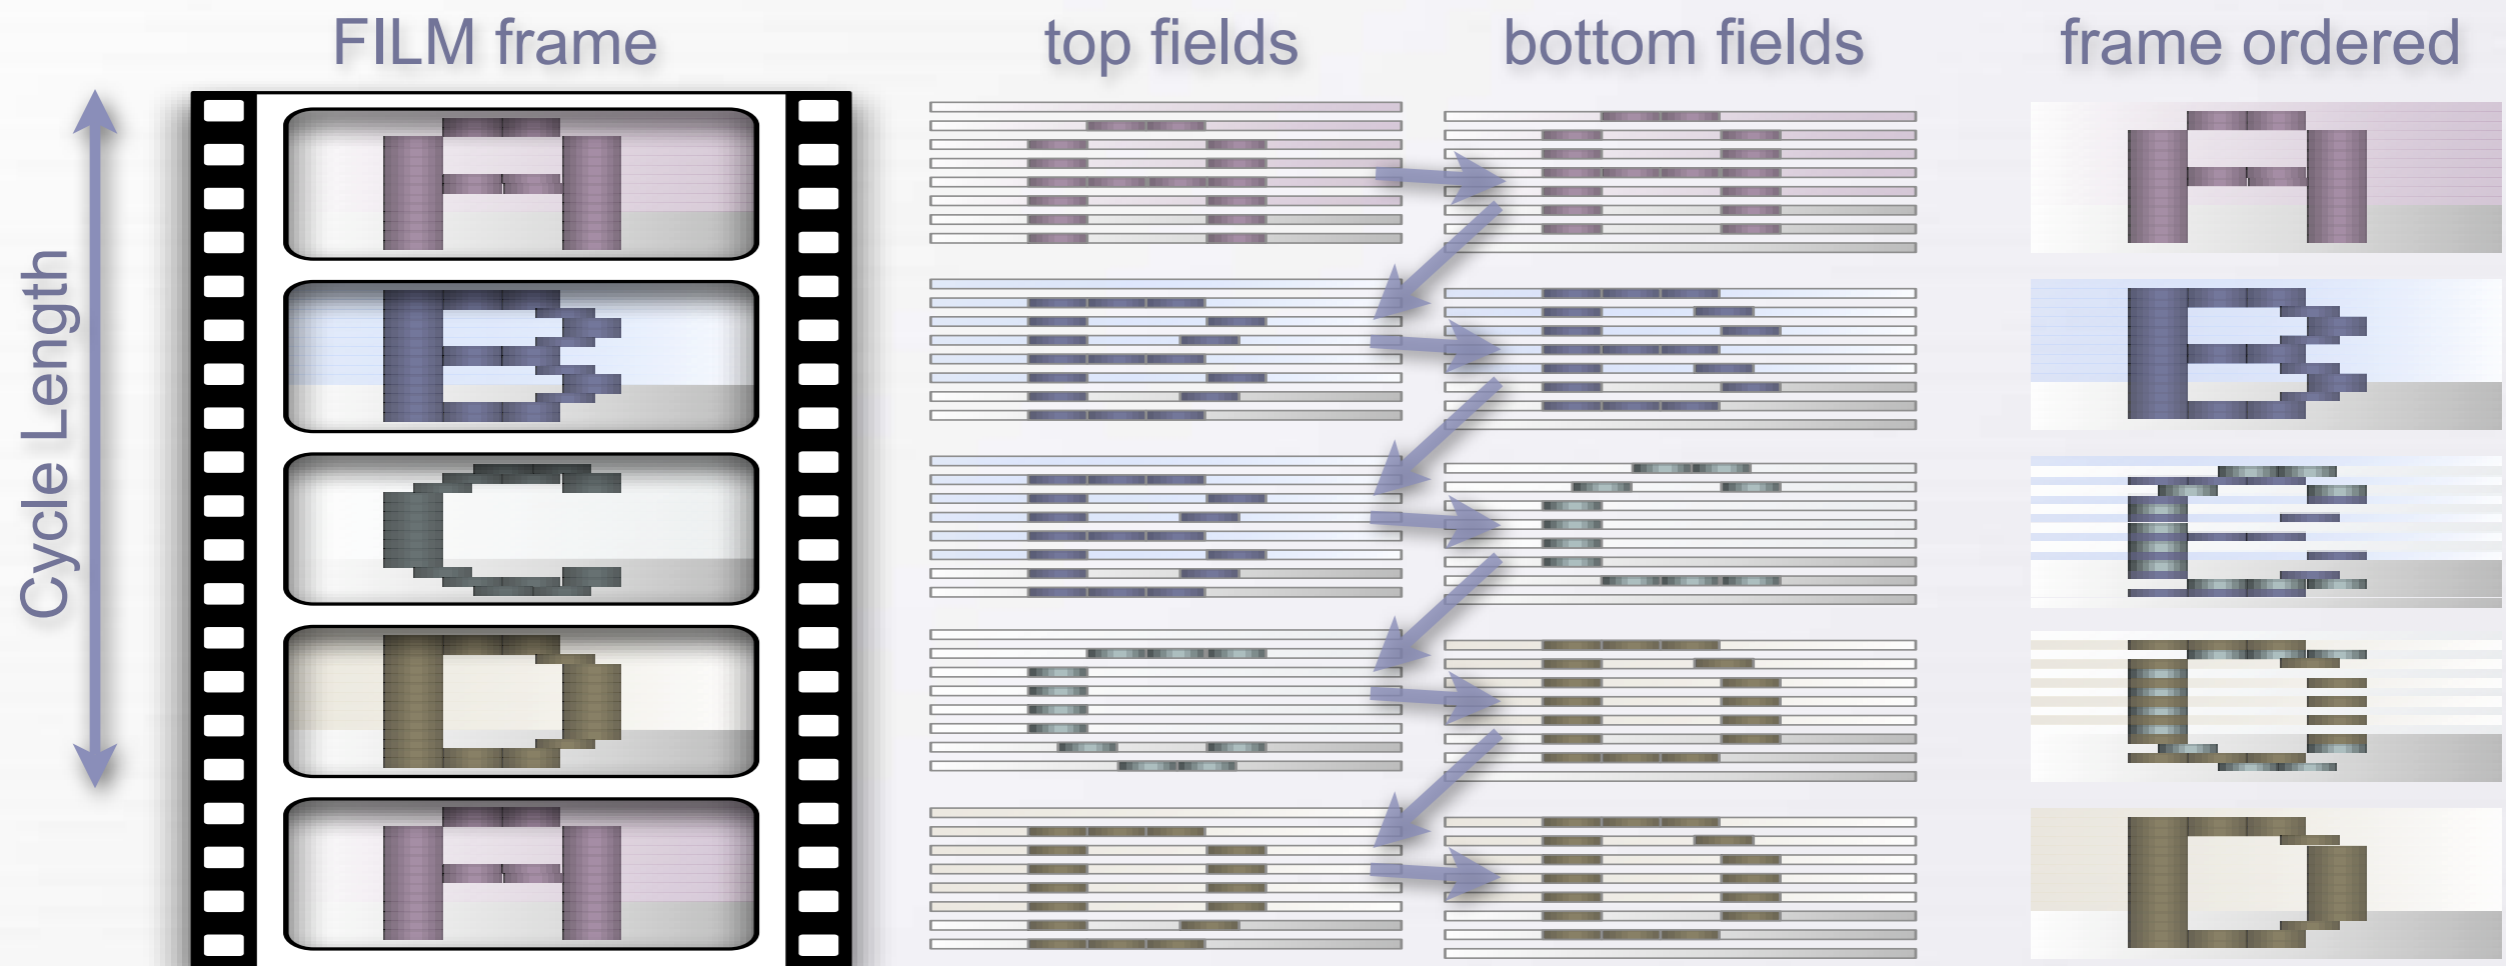 FILM frame
top fields
bottom fields
frame ordered
Cycle Length
A
A
B
B
C
D
D
A